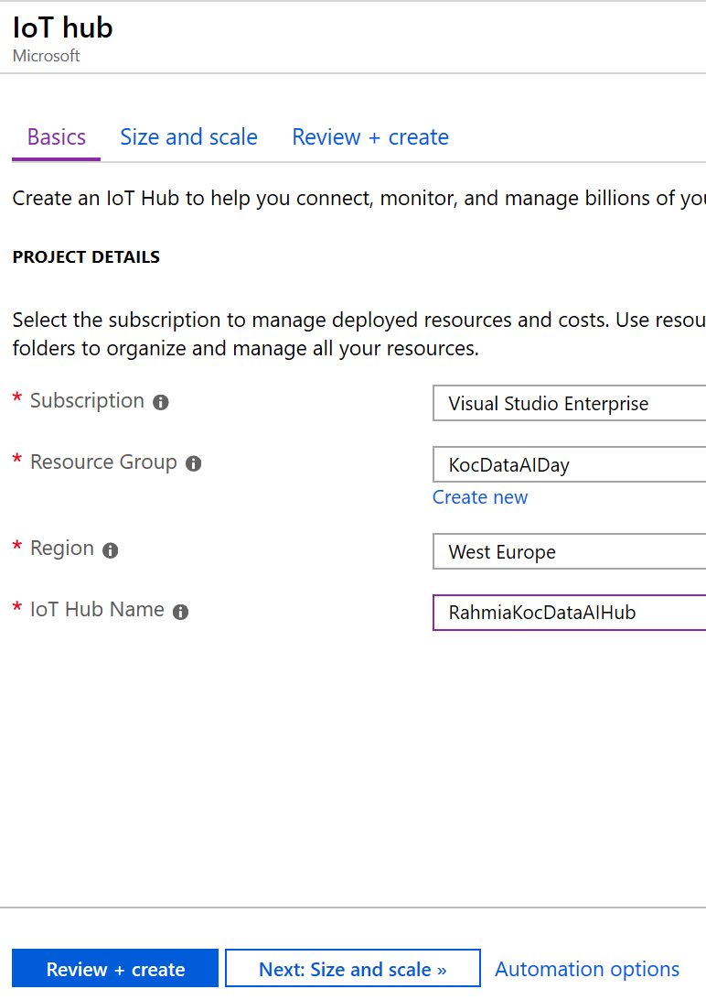 IoT hub
Microsoft
Basics
Size and scale
Review + create
Create an IoT Hub to help you connect, monitor, and manage billions of you
PROJECT DETAILS
Select the subscription to manage deployed resources and costs. Use resou
folders to organize and manage all your resources.
* Subscription
Visual Studio Enterprise
* Resource Group
KocDataAIDay
Create new
* Region
West Europe
* IoT Hub Name
RahmiaKocDataAIHub
Review + create
Next: Size and scale »
Automation options